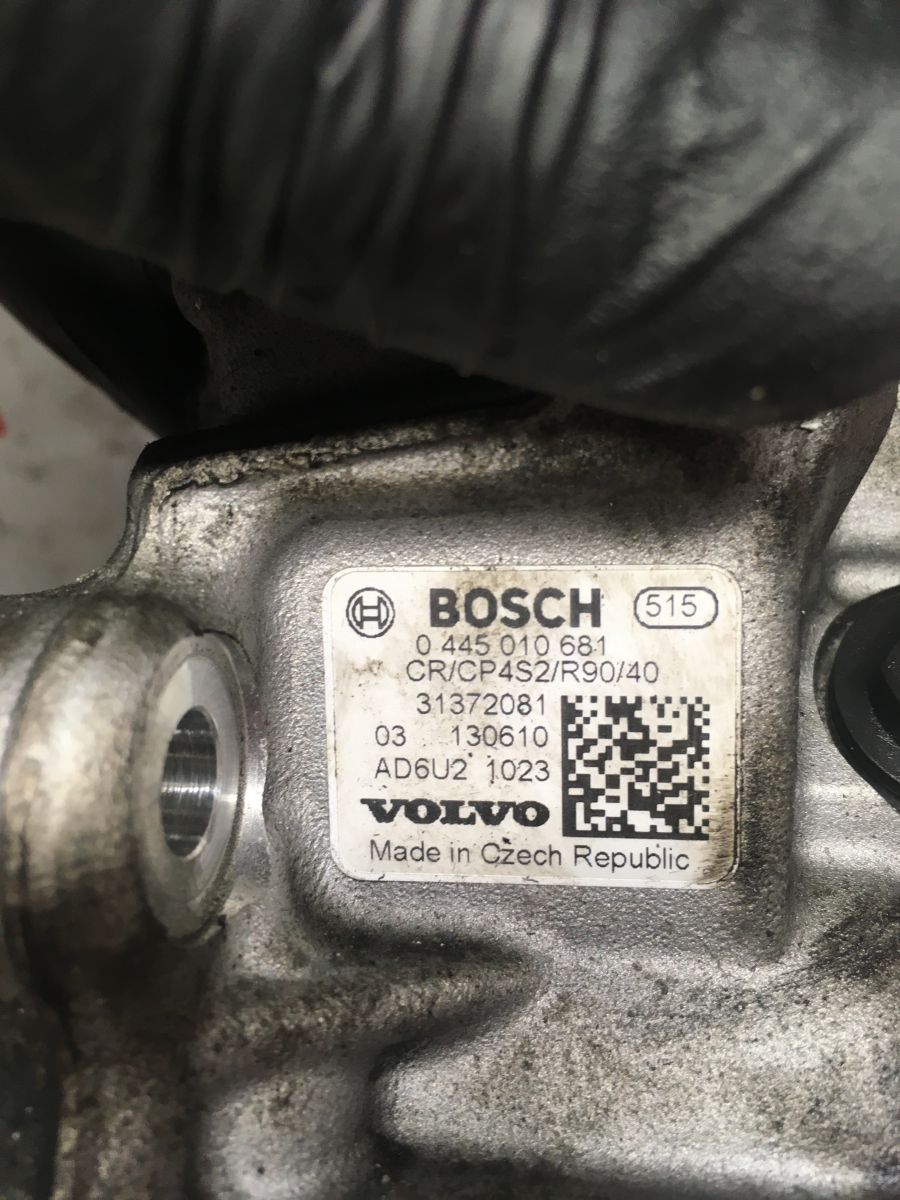 BOSCH 515
0 445 010 681
CR/CP4S2/R90/40
31372081
03 130610
AD6U2 1023
VOLVO
Made in Czech Republic